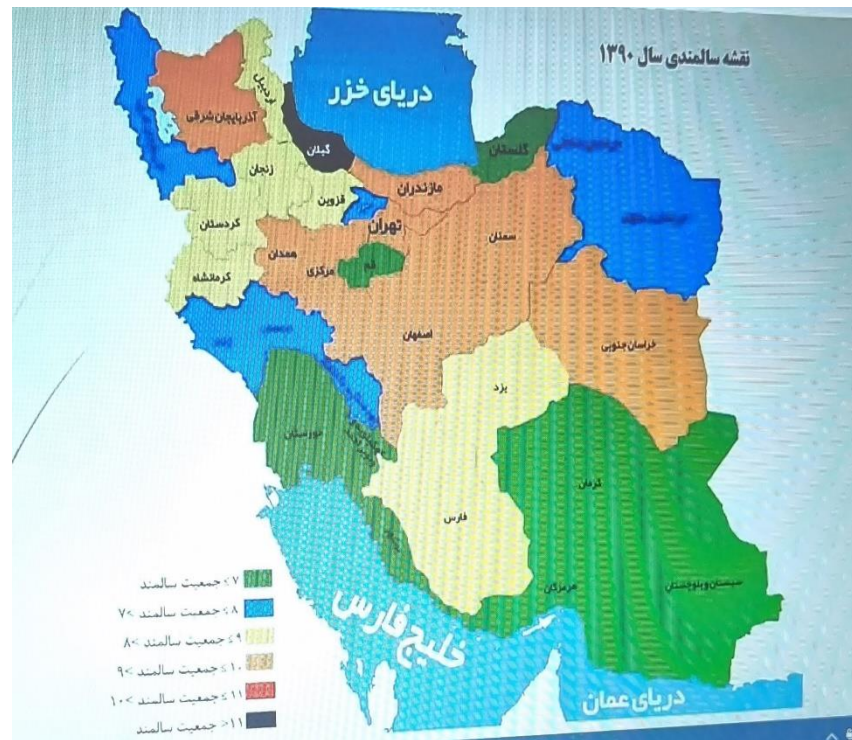 نقشه سالمندی سال ۱۳۹۰
دریای خزر
اردبیل
آذربایجان شرقی
گیلان
گلستان
زنجان
مازندران
قزوین
کردستان
تهران
سمنان
همدان
قم
مرکزی
کرمانشاه
اصفهان
خراسان جنوبی
یزد
خوزستان
کرمان
فارس
سیستان و بلوچستان
هرمزگان
خلیج فارس
دریای عمان
۷≥ جمعیت سالمند
۸≥ جمعیت سالمند >۷
۹≥ جمعیت سالمند >۸
۱۰≥ جمعیت سالمند >۹
۱۱≥ جمعیت سالمند >۱۰
۱۱< جمعیت سالمند